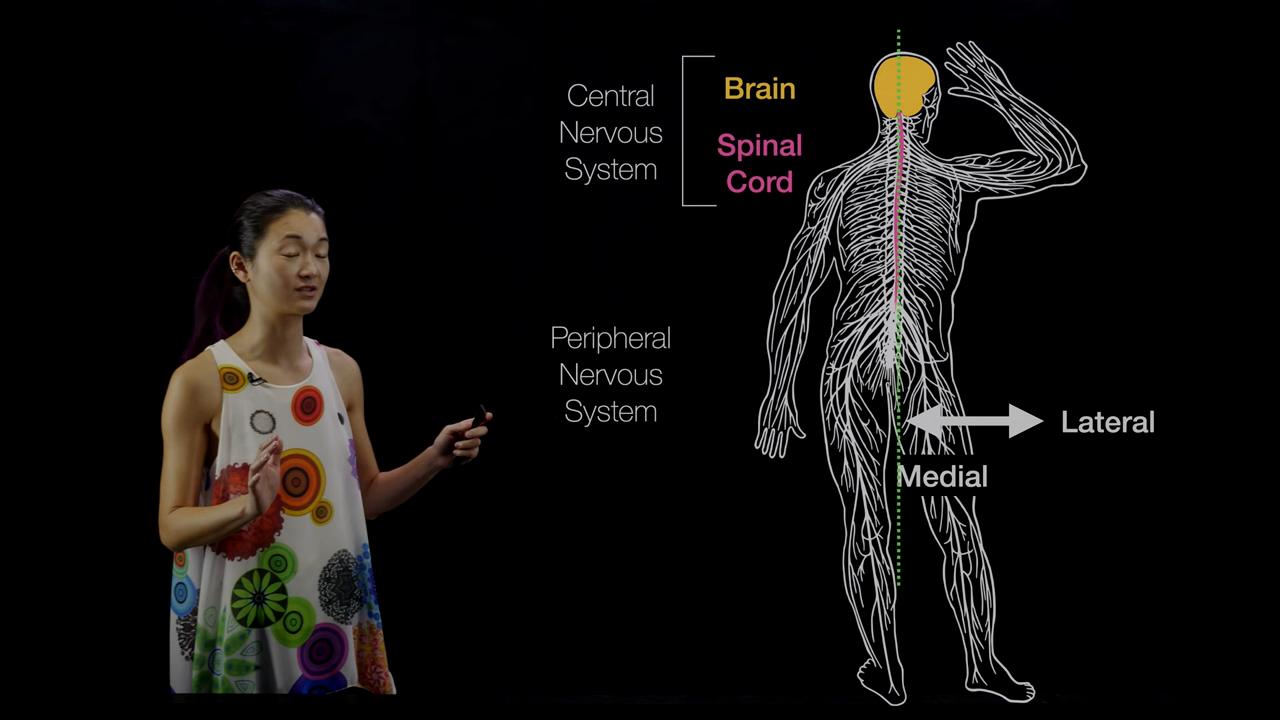 Central
Nervous
System
Brain
Spinal
Cord
Peripheral
Nervous
System
Lateral
Medial